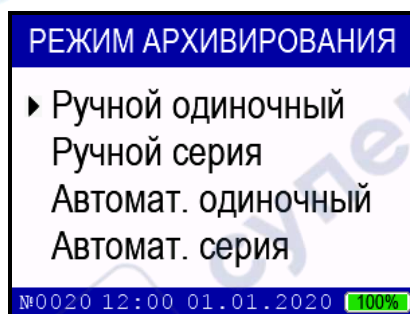 РЕЖИМ АРХИВИРОВАНИЯ
Ручной одиночный
Ручной серия
Автомат. одиночный
Автомат. серия
№0020 12:00 01.01.2020 100%